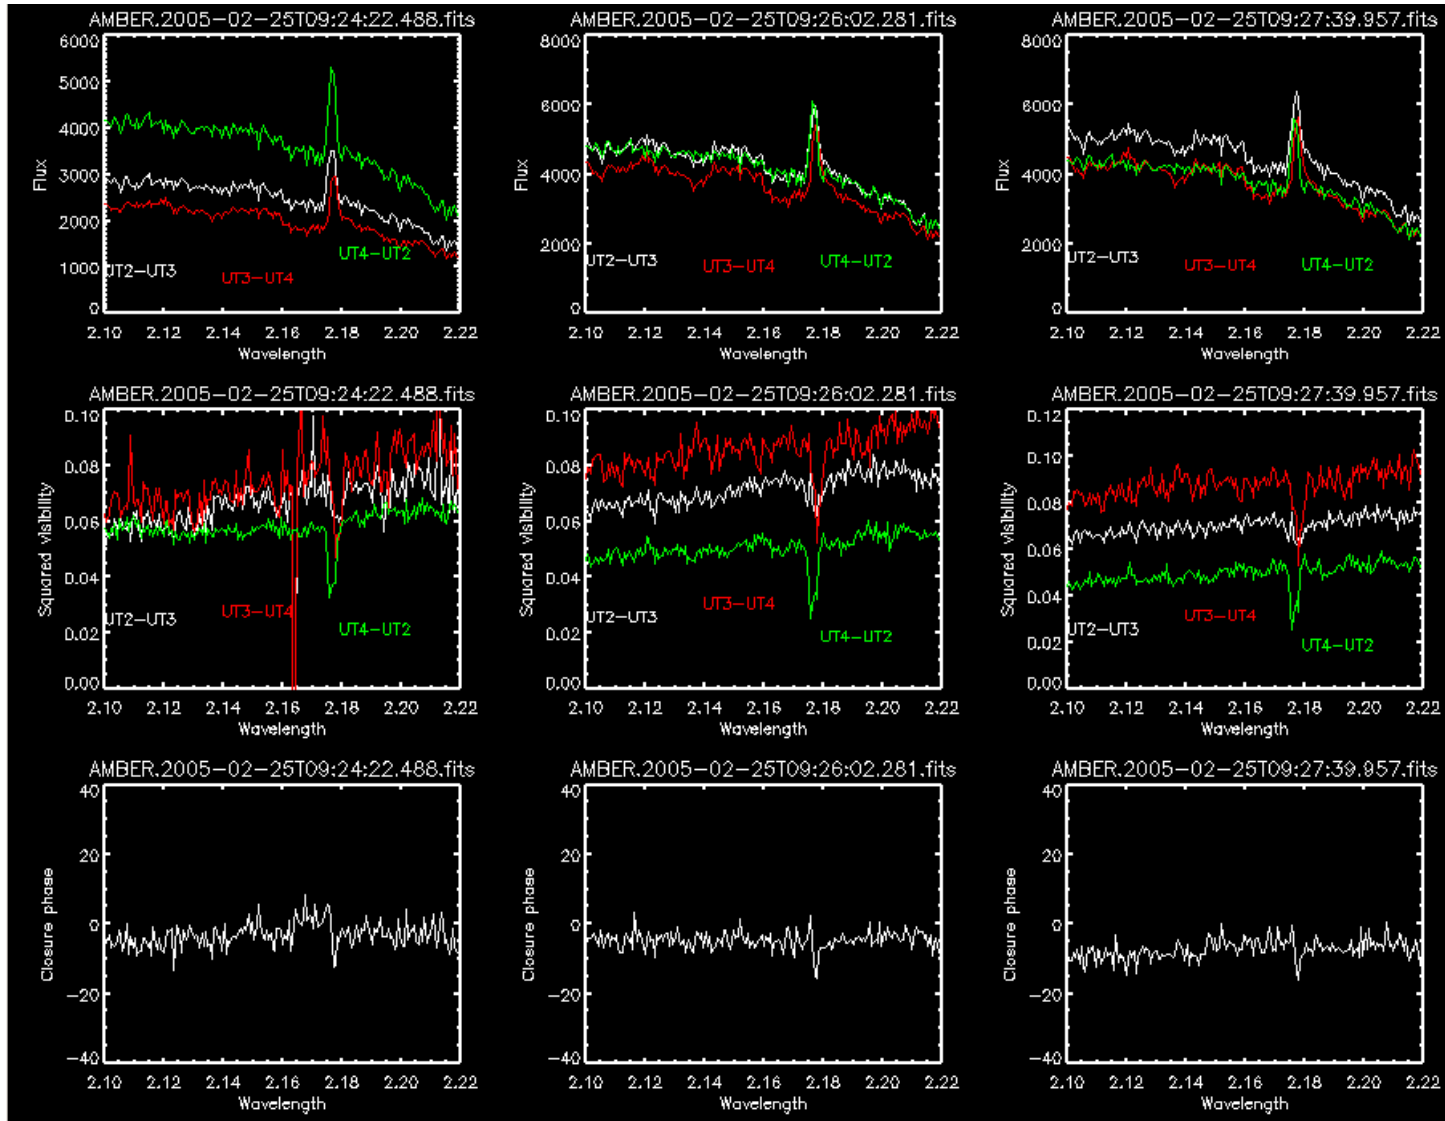 AMBER.2005-02-25T09:24:22.488.fits
AMBER.2005-02-25T09:26:02.281.fits
AMBER.2005-02-25T09:27:39.957.fits
6000
5000
4000
3000
2000
1000
0
Flux
UT2-UT3
UT3-UT4
UT4-UT2
2.10 2.12 2.14 2.16 2.18 2.20 2.22
Wavelength
8000
6000
4000
2000
0
Flux
UT2-UT3
UT3-UT4
UT4-UT2
2.10 2.12 2.14 2.16 2.18 2.20 2.22
Wavelength
8000
6000
4000
2000
0
Flux
UT2-UT3
UT3-UT4
UT4-UT2
2.10 2.12 2.14 2.16 2.18 2.20 2.22
Wavelength
AMBER.2005-02-25T09:24:22.488.fits
AMBER.2005-02-25T09:26:02.281.fits
AMBER.2005-02-25T09:27:39.957.fits
0.10
0.08
0.06
0.04
0.02
0.00
Squared visibility
UT2-UT3
UT3-UT4
UT4-UT2
2.10 2.12 2.14 2.16 2.18 2.20 2.22
Wavelength
0.10
0.08
0.06
0.04
0.02
0.00
Squared visibility
UT2-UT3
UT3-UT4
UT4-UT2
2.10 2.12 2.14 2.16 2.18 2.20 2.22
Wavelength
0.12
0.10
0.08
0.06
0.04
0.02
0.00
Squared visibility
UT2-UT3
UT3-UT4
UT4-UT2
2.10 2.12 2.14 2.16 2.18 2.20 2.22
Wavelength
AMBER.2005-02-25T09:24:22.488.fits
AMBER.2005-02-25T09:26:02.281.fits
AMBER.2005-02-25T09:27:39.957.fits
40
20
0
-20
-40
Closure phase
2.10 2.12 2.14 2.16 2.18 2.20 2.22
Wavelength
40
20
0
-20
-40
Closure phase
2.10 2.12 2.14 2.16 2.18 2.20 2.22
Wavelength
40
20
0
-20
-40
Closure phase
2.10 2.12 2.14 2.16 2.18 2.20 2.22
Wavelength